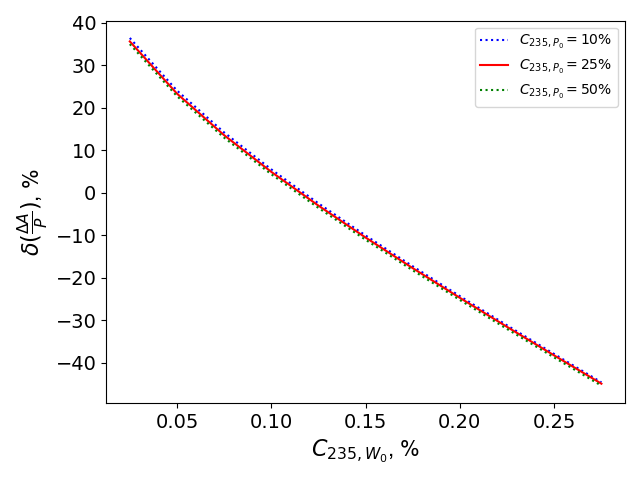 40
30
20
10
0
−10
−20
−30
−40
δ(ΔA/P), %
0.05 0.10 0.15 0.20 0.25
C₂₃₅,W₀, %
C₂₃₅,P₀ = 10%
C₂₃₅,P₀ = 25%
C₂₃₅,P₀ = 50%